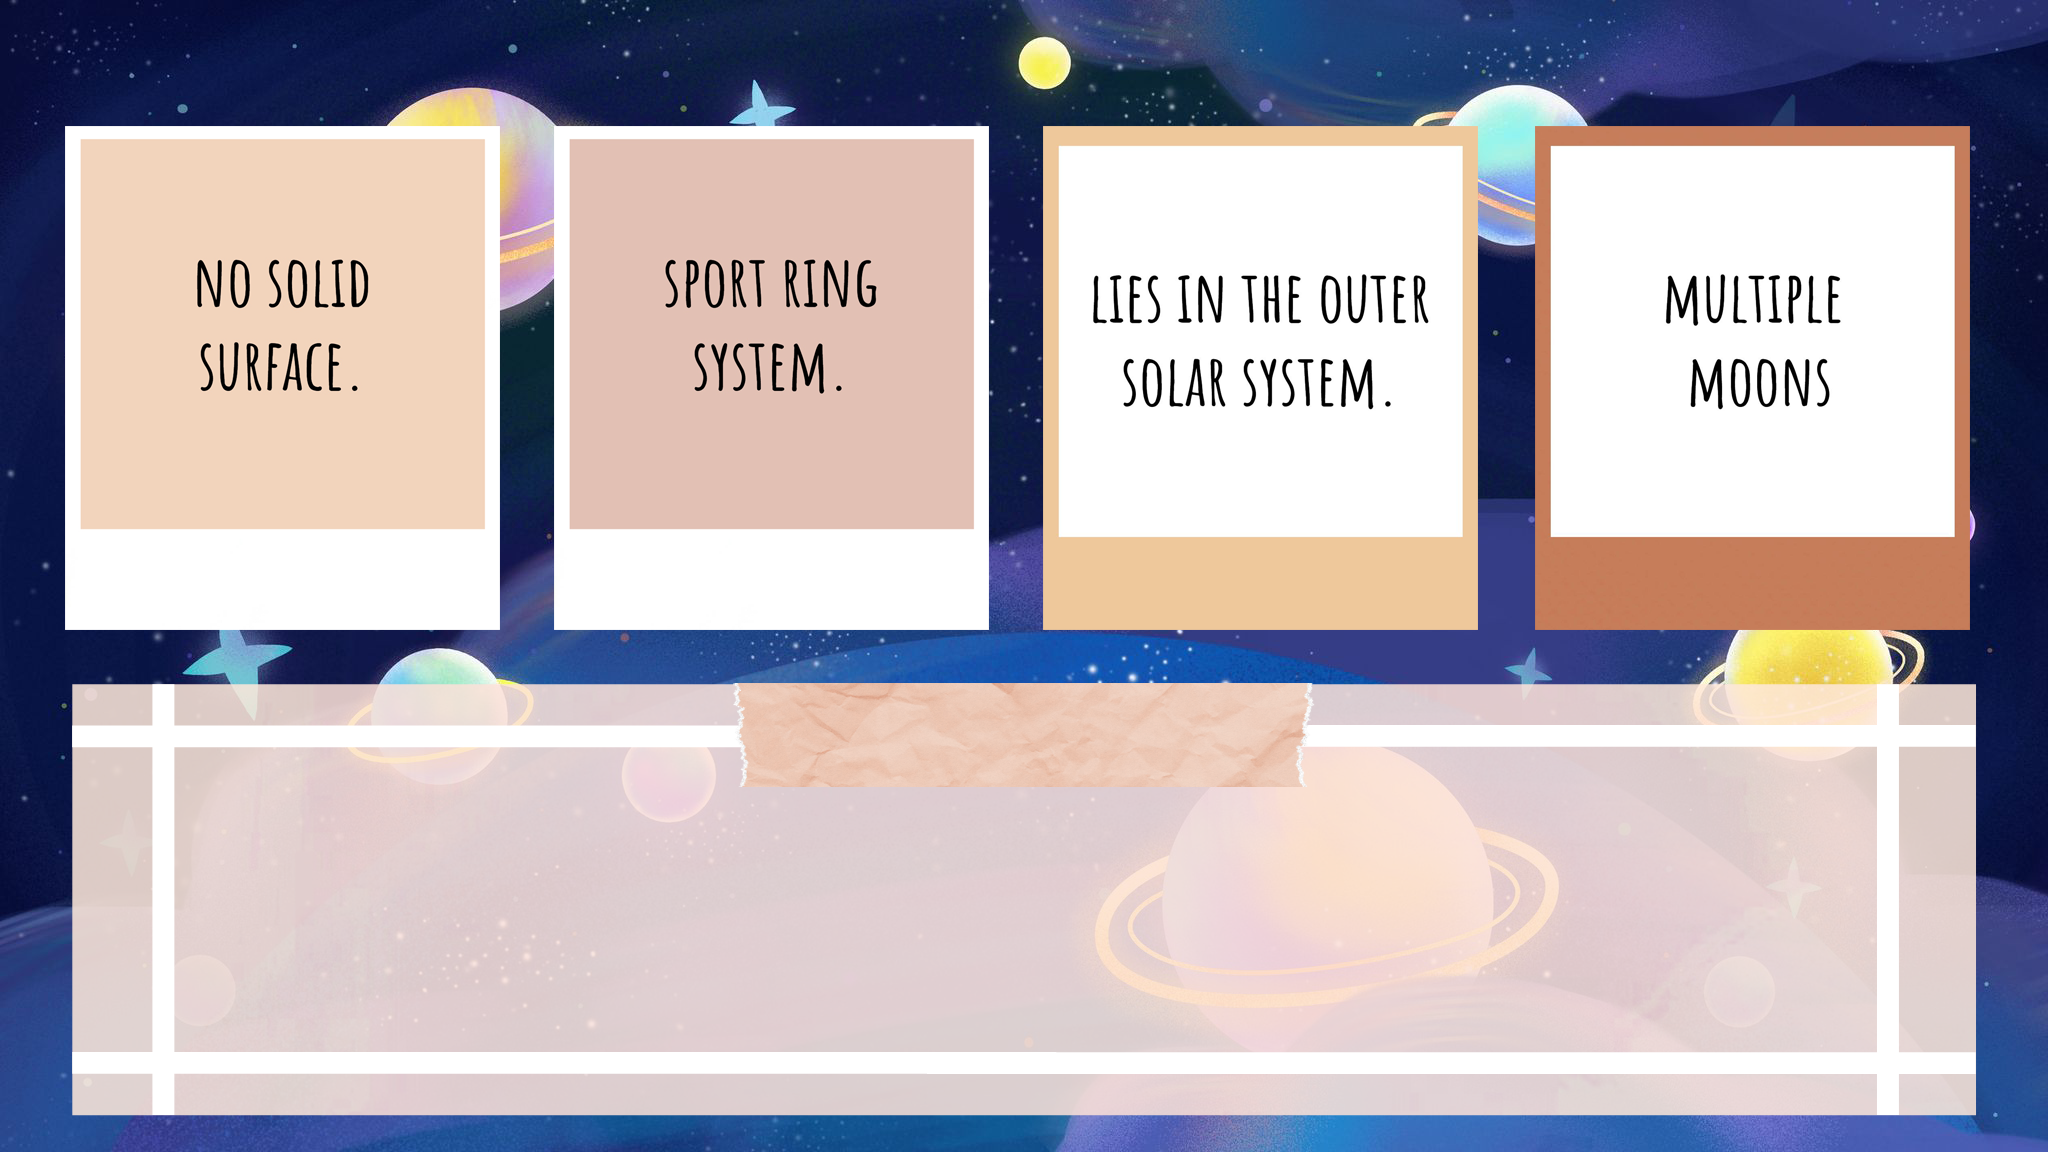 NO SOLID
SURFACE.
SPORT RING
SYSTEM.
LIES IN THE OUTER
SOLAR SYSTEM.
MULTIPLE
MOONS